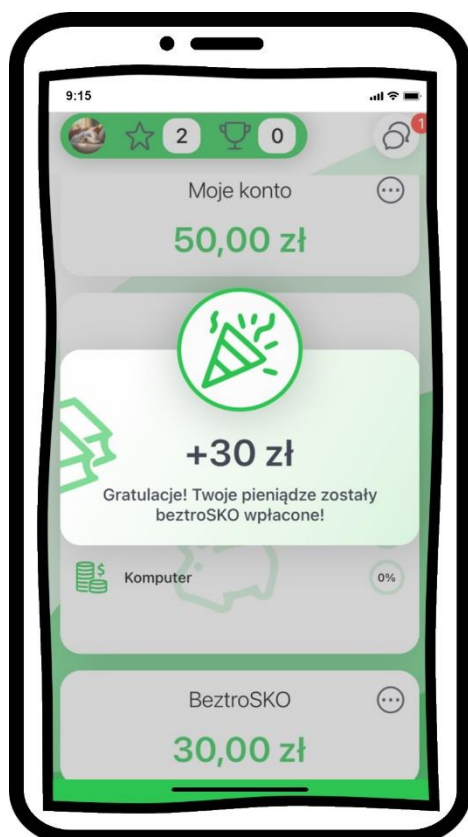 9:15
2
0
1
Moje konto
50,00 zł
+30 zł
Gratulacje! Twoje pieniądze zostały
beztroSKO wpłacone!
Komputer
0%
BeztroSKO
30,00 zł